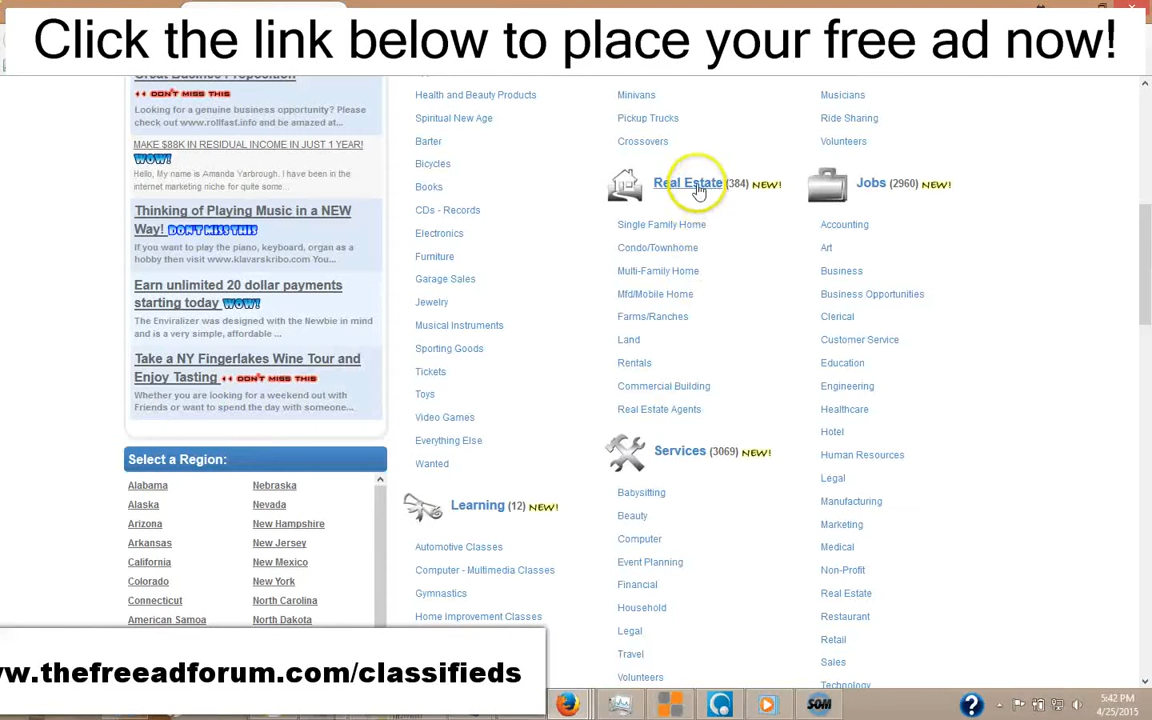 Click the link below to place your free ad now!
Great Business Proposition
DON'T MISS THIS
Looking for a genuine business opportunity? Please
check out www.rollfast.info and be amazed at...
MAKE $88K IN RESIDUAL INCOME IN JUST 1 YEAR!
WOW!
Hello, My name is Amanda Yarbrough. I have been in the
internet marketing niche for quite some...
Thinking of Playing Music in a NEW
Way! DON'T MISS THIS
If you want to play the piano, keyboard, organ as a
hobby then visit www.klavarskribo.com You...
Earn unlimited 20 dollar payments
starting today WOW!
The Enviralizer was designed with the Newbie in mind
and is a very simple, affordable ...
Take a NY Fingerlakes Wine Tour and
Enjoy Tasting DON'T MISS THIS
Whether you are looking for a weekend out with
Friends or want to spend the day with someone...
Select a Region:
Alabama
Alaska
Arizona
Arkansas
California
Colorado
Connecticut
American Samoa
Nebraska
Nevada
New Hampshire
New Jersey
New Mexico
New York
North Carolina
North Dakota
Health and Beauty Products
Spiritual New Age
Barter
Bicycles
Books
CDs - Records
Electronics
Furniture
Garage Sales
Jewelry
Musical Instruments
Sporting Goods
Tickets
Toys
Video Games
Everything Else
Wanted
Learning (12) NEW!
Automotive Classes
Computer - Multimedia Classes
Gymnastics
Home Improvement Classes
Minivans
Pickup Trucks
Crossovers
Real Estate (384) NEW!
Single Family Home
Condo/Townhome
Multi-Family Home
Mfd/Mobile Home
Farms/Ranches
Land
Rentals
Commercial Building
Real Estate Agents
Services (3069) NEW!
Babysitting
Beauty
Computer
Event Planning
Financial
Household
Legal
Travel
Volunteers
Musicians
Ride Sharing
Volunteers
Jobs (2960) NEW!
Accounting
Art
Business
Business Opportunities
Clerical
Customer Service
Education
Engineering
Healthcare
Hotel
Human Resources
Legal
Manufacturing
Marketing
Medical
Non-Profit
Real Estate
Restaurant
Retail
Sales
Technology
w.thefreeadforum.com/classifieds
SOM
?
5:42 PM
4/25/2015